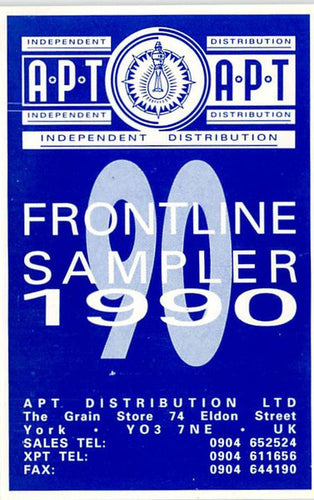 INDEPENDENT DISTRIBUTION
A·P·T A·P·T
INDEPENDENT DISTRIBUTION
INDEPENDENT DISTRIBUTION
90
FRONTLINE
SAMPLER
1990
APT DISTRIBUTION LTD
The Grain Store 74 Eldon Street
York · YO3 7NE · UK
SALES TEL: 0904 652524
XPT TEL: 0904 611656
FAX: 0904 644190